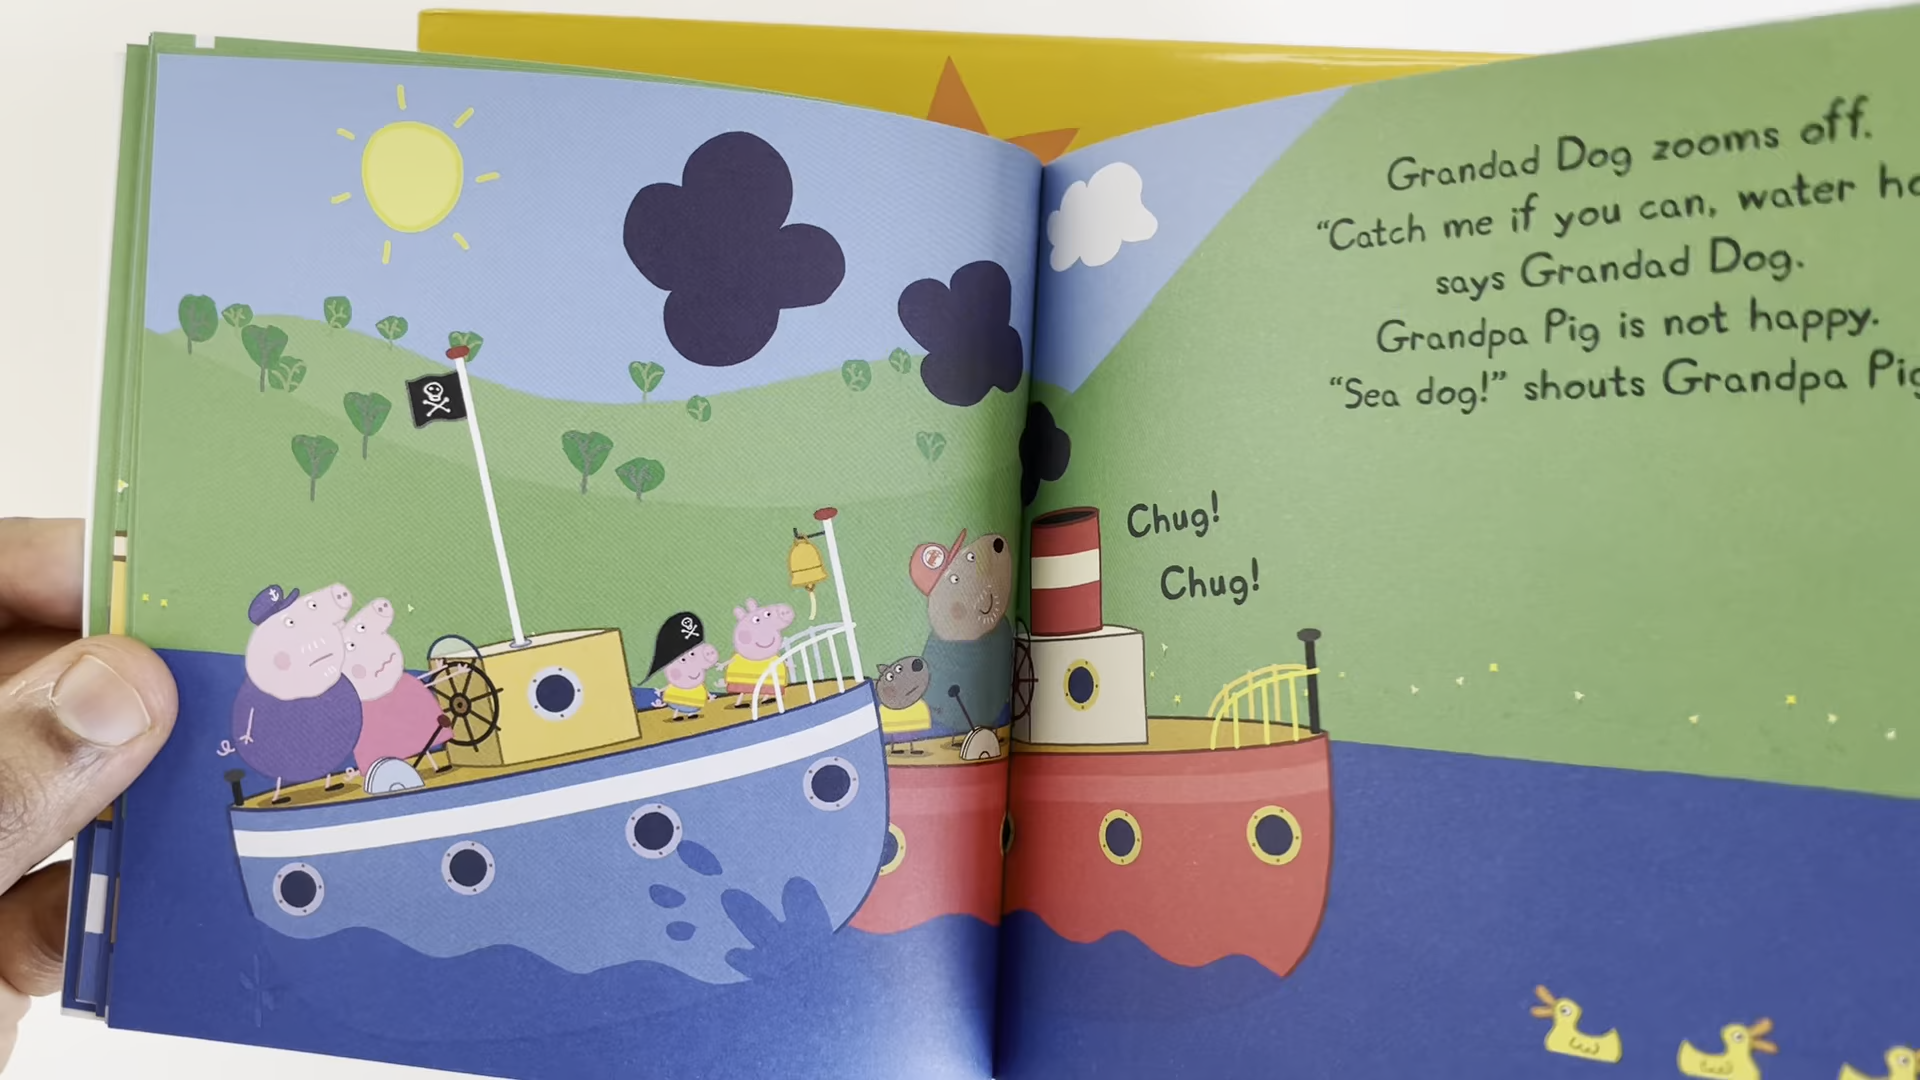 Grandad Dog zooms off.
“Catch me if you can, water
says Grandad Dog.
Grandpa Pig is not happy.
“Sea dog!” shouts Grandpa Pig
Chug!
Chug!